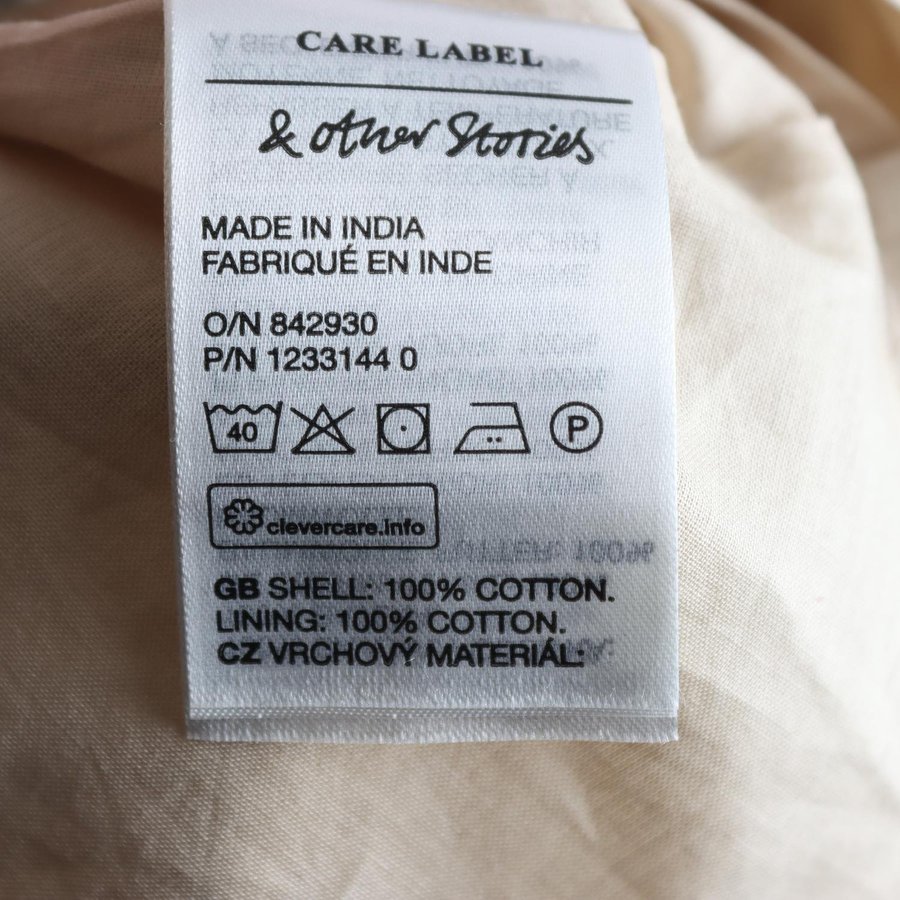 CARE LABEL
& other Stories
MADE IN INDIA
FABRIQUÉ EN INDE
O/N 842930
P/N 1233144 0
40
P
clevercare.info
GB SHELL: 100% COTTON.
LINING: 100% COTTON.
CZ VRCHOVÝ MATERIÁL: